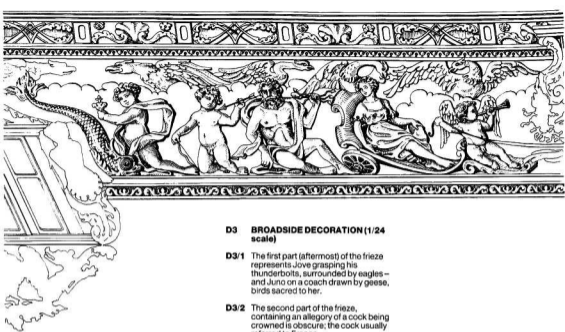 D3 BROADSIDE DECORATION (1/24
scale)
D3/1 The first part (aftermost) of the frieze
represents Jove grasping his
thunderbolts, surrounded by eagles –
and Juno on a coach drawn by geese,
birds sacred to her.
D3/2 The second part of the frieze,
containing an allegory of a cock being
crowned is obscure; the cock usually